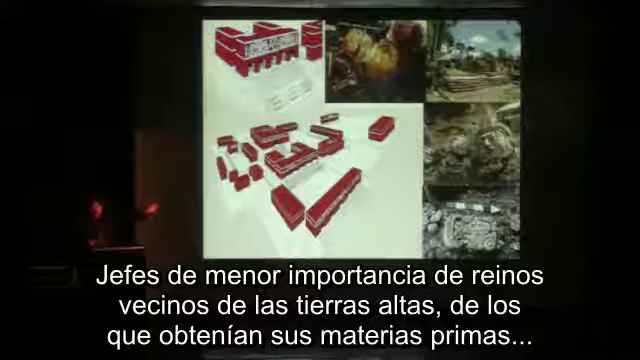 Jefes de menor importancia de reinos
vecinos de las tierras altas, de los
que obtenían sus materias primas...